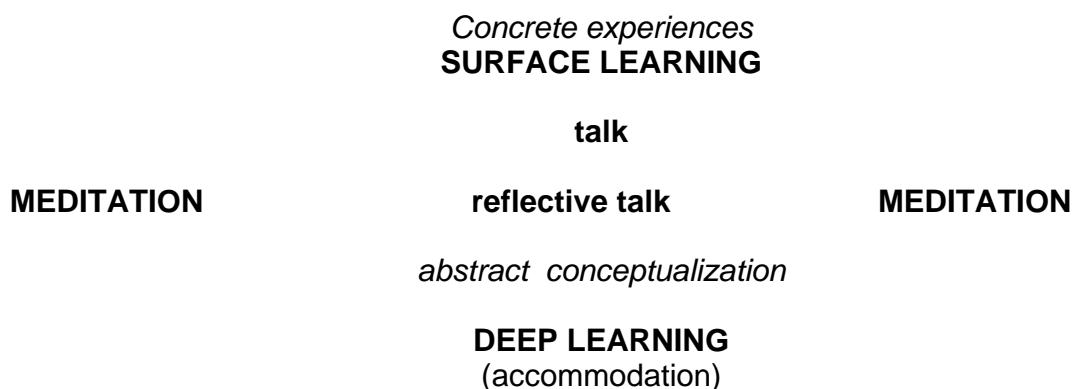 Concrete experiences
SURFACE LEARNING
talk
MEDITATION reflective talk MEDITATION
abstract conceptualization
DEEP LEARNING
(accommodation)